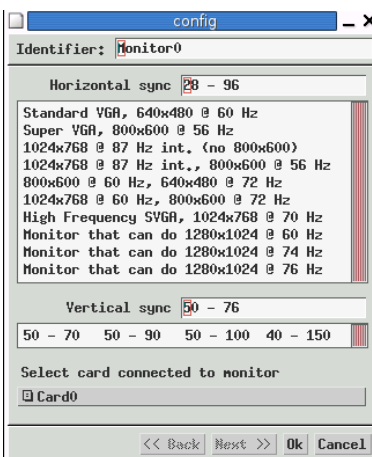 config
Identifier: Monitor0
Horizontal sync 28 - 96
Standard VGA, 640x480 @ 60 Hz
Super VGA, 800x600 @ 56 Hz
1024x768 @ 87 Hz int. (no 800x600)
1024x768 @ 87 Hz int., 800x600 @ 56 Hz
800x600 @ 60 Hz, 640x480 @ 72 Hz
1024x768 @ 60 Hz, 800x600 @ 72 Hz
High Frequency SVGA, 1024x768 @ 70 Hz
Monitor that can do 1280x1024 @ 60 Hz
Monitor that can do 1280x1024 @ 74 Hz
Monitor that can do 1280x1024 @ 76 Hz
Vertical sync 50 - 76
50 - 70 50 - 90 50 - 100 40 - 150
Select card connected to monitor
Card0
<< Back Next >> Ok Cancel